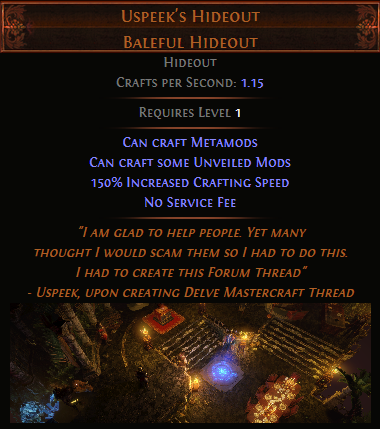 Uspeek's Hideout
Baleful Hideout
Hideout
Crafts per Second: 1.15
Requires Level 1
Can craft Metamods
Can craft some Unveiled Mods
150% Increased Crafting Speed
No Service Fee
"I am glad to help people. Yet many
thought I would scam them so I had to do this.
I had to create this Forum Thread"
- Uspeek, upon creating Delve Mastercraft Thread